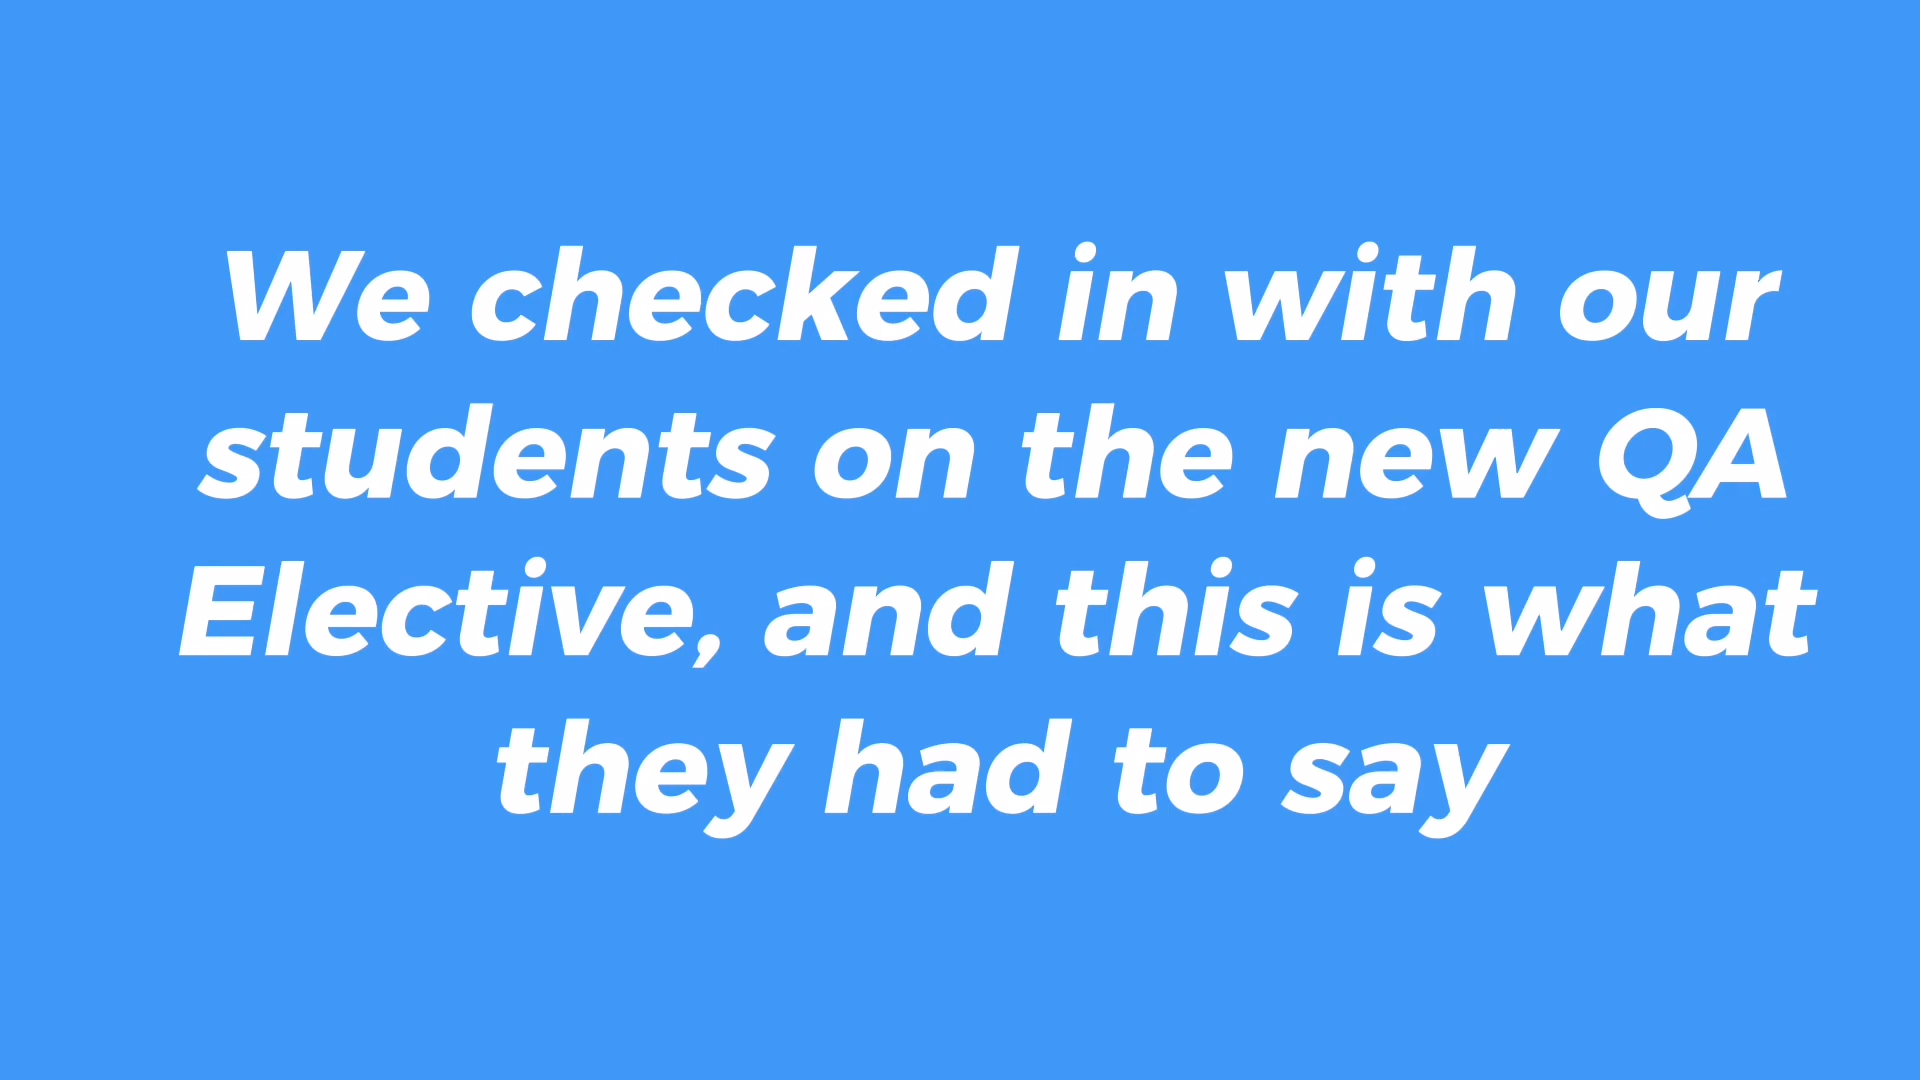 We checked in with our
students on the new QA
Elective, and this is what
they had to say